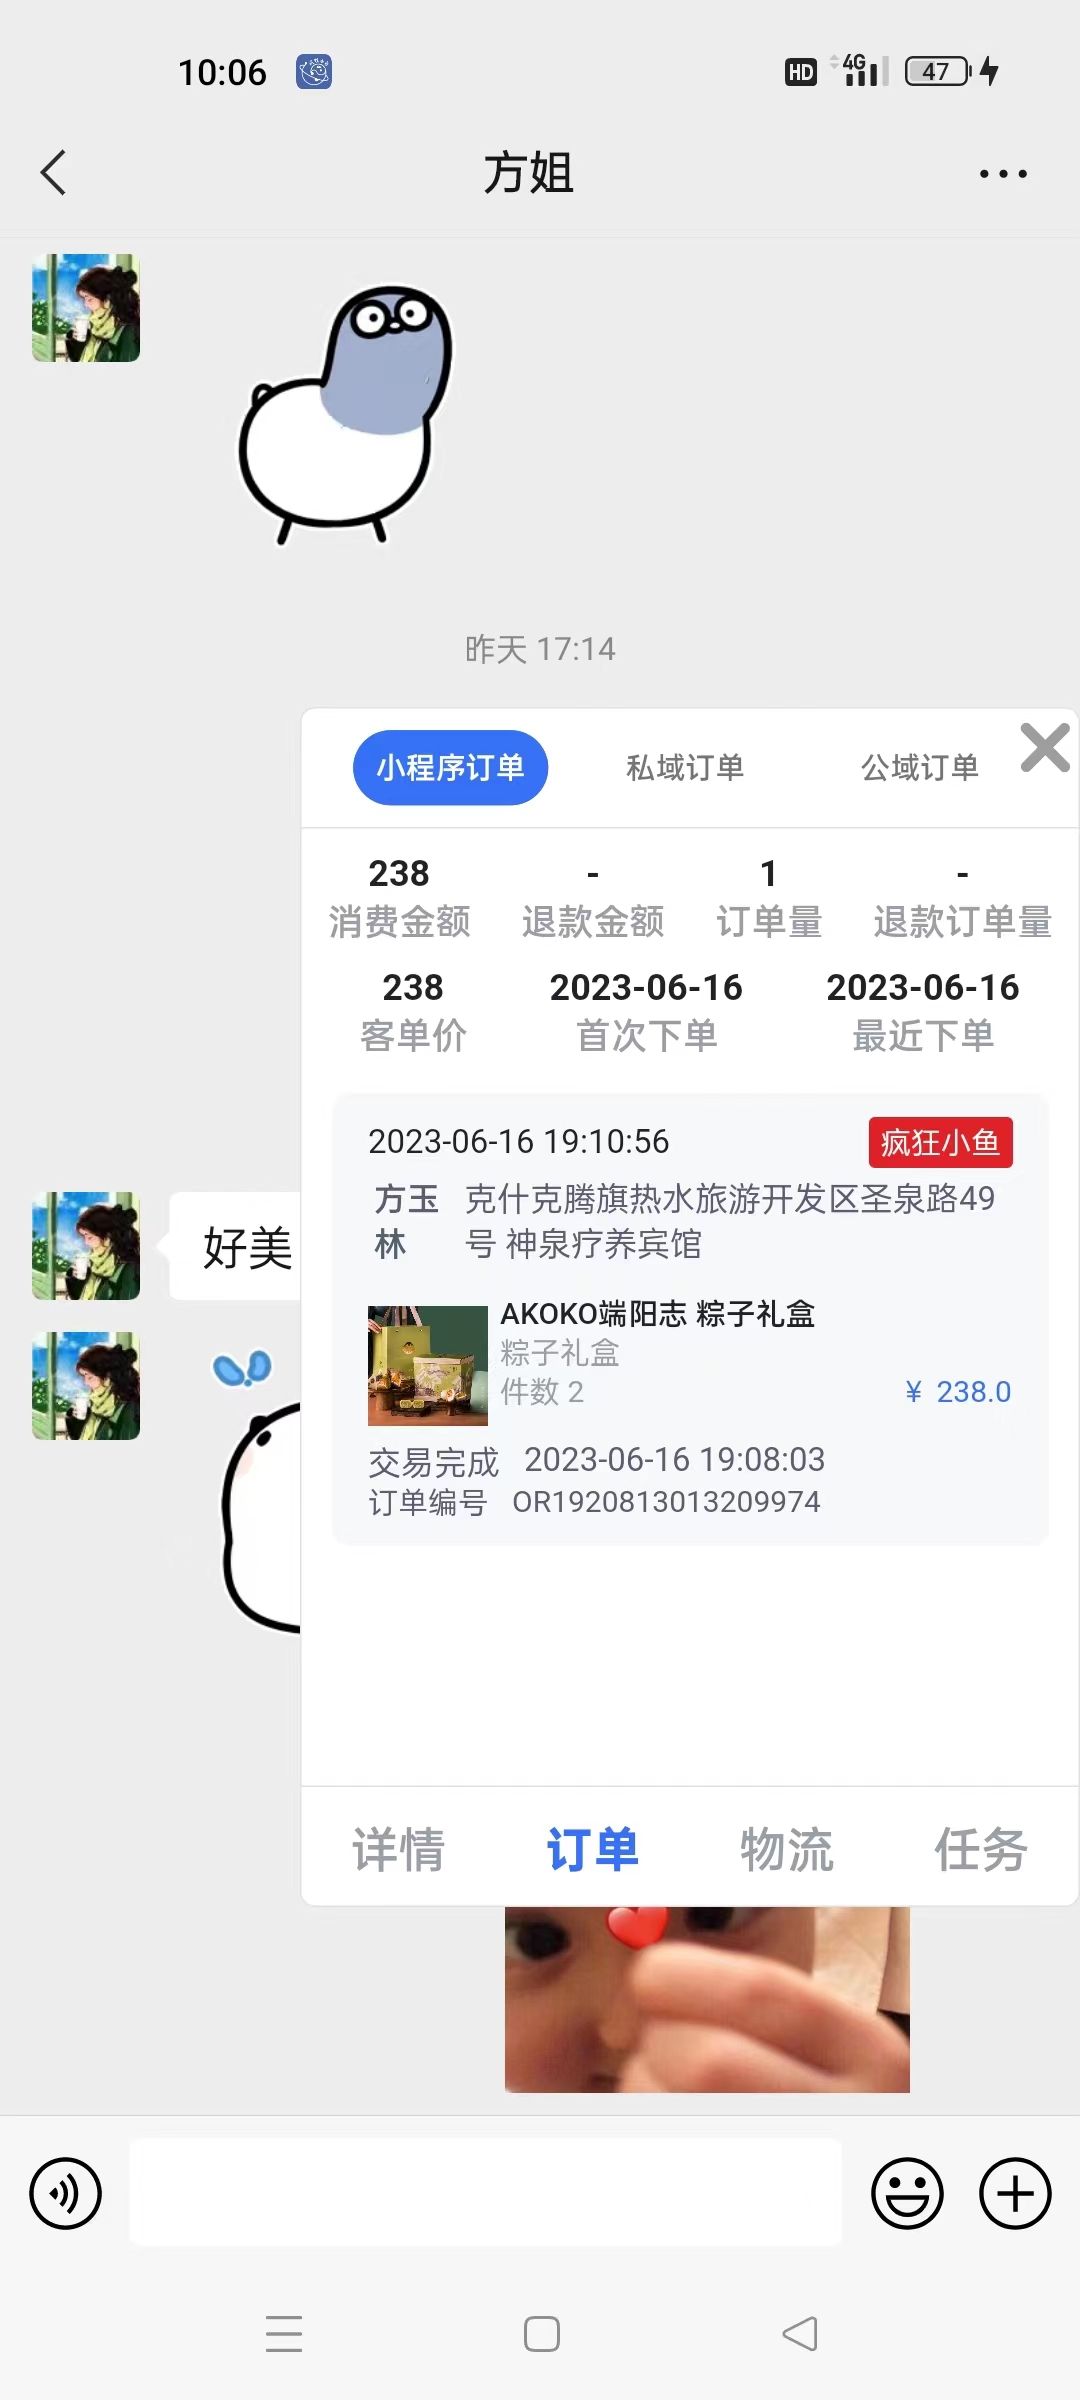 10:06
HD 4G 47
方姐
昨天 17:14
小程序订单 私域订单 公域订单
238 - 1 -
消费金额 退款金额 订单量 退款订单量
238 2023-06-16 2023-06-16
客单价 首次下单 最近下单
2023-06-16 19:10:56 疯狂小鱼
方玉 克什克腾旗热水旅游开发区圣泉路49
林 号 神泉疗养宾馆
好美
AKOKO端阳志 粽子礼盒
粽子礼盒
件数 2 ¥ 238.0
交易完成 2023-06-16 19:08:03
订单编号 OR1920813013209974
详情 订单 物流 任务